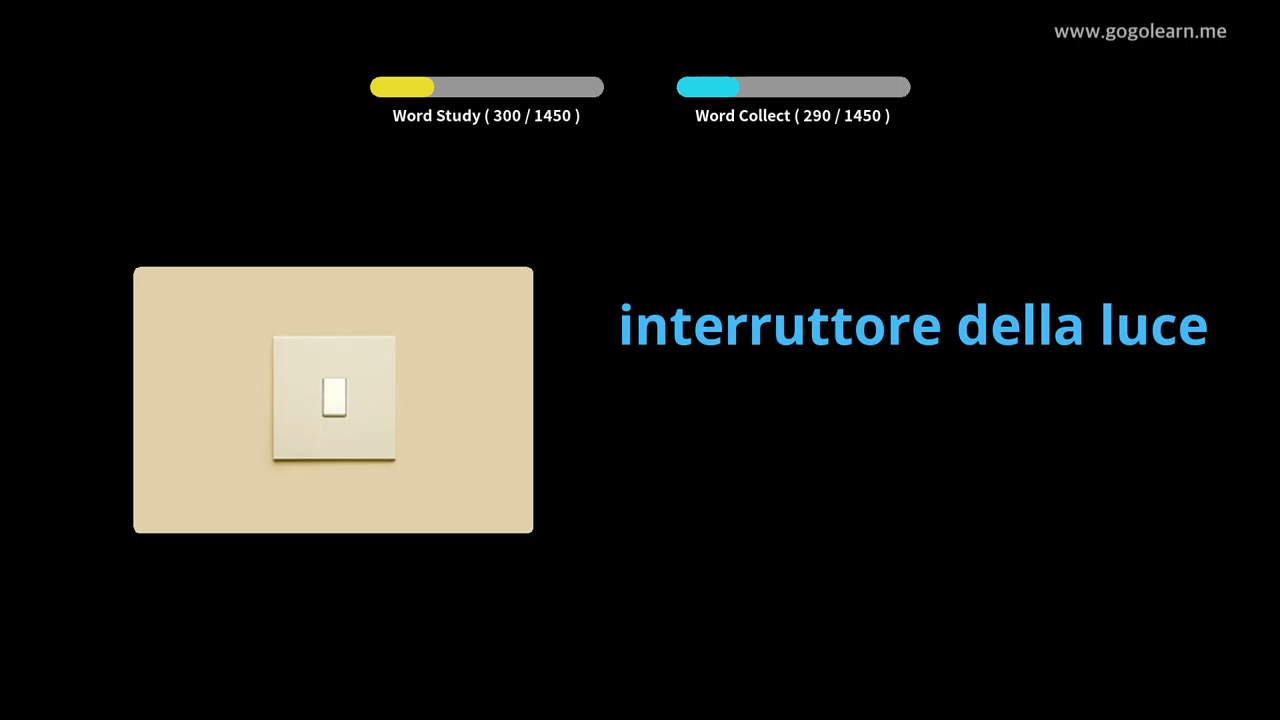 www.gogolearn.me
Word Study ( 300 / 1450 )
Word Collect ( 290 / 1450 )
interruttore della luce